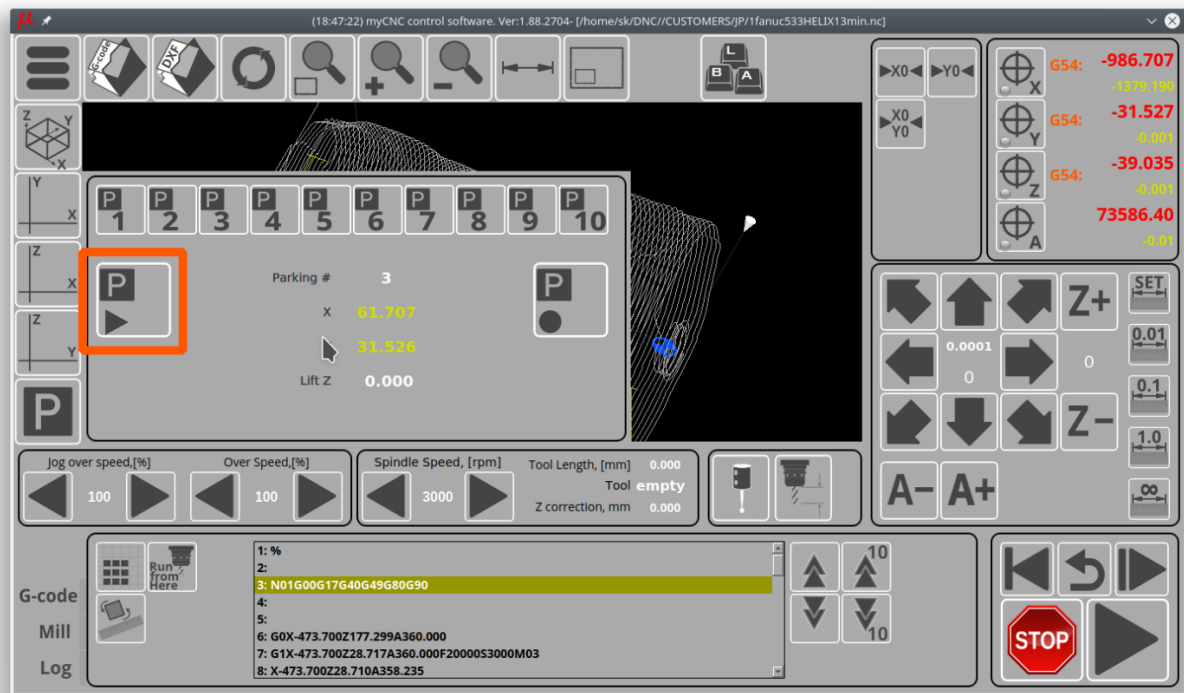 μ (18:47:22) myCNC control software. Ver:1.88.2704- [/home/sk/DNC//CUSTOMERS/JP/1fanuc533HELIX13min.nc]
G-code DXF L B A
▶X0◀ ▶Y0◀
▶X0◀
Y0
X G54: -986.707
-1379.190
Y G54: -31.527
-0.001
Z G54: -39.035
-0.001
A 73586.40
-0.01
Z Y X
Y X
Z X
Z Y
P
P 1 P 2 P 3 P 4 P 5 P 6 P 7 P 8 P 9 P 10
P
Parking # 3
X 61.707
31.526
Lift Z 0.000
P
Z+ SET
0.0001
0
0
0.01
0.1
Z−
1.0
A− A+
∞
Jog over speed,[%] Over Speed,[%]
100 100
Spindle Speed, [rpm]
3000
Tool Length, [mm] 0.000
Tool empty
Z correction, mm 0.000
G-code
Mill
Log
Run
from
Here
1: %
2:
3: N01G00G17G40G49G80G90
4:
5:
6: G0X-473.700Z177.299A360.000
7: G1X-473.700Z28.717A360.000F20000S3000M03
8: X-473.700Z28.710A358.235
10
10
STOP